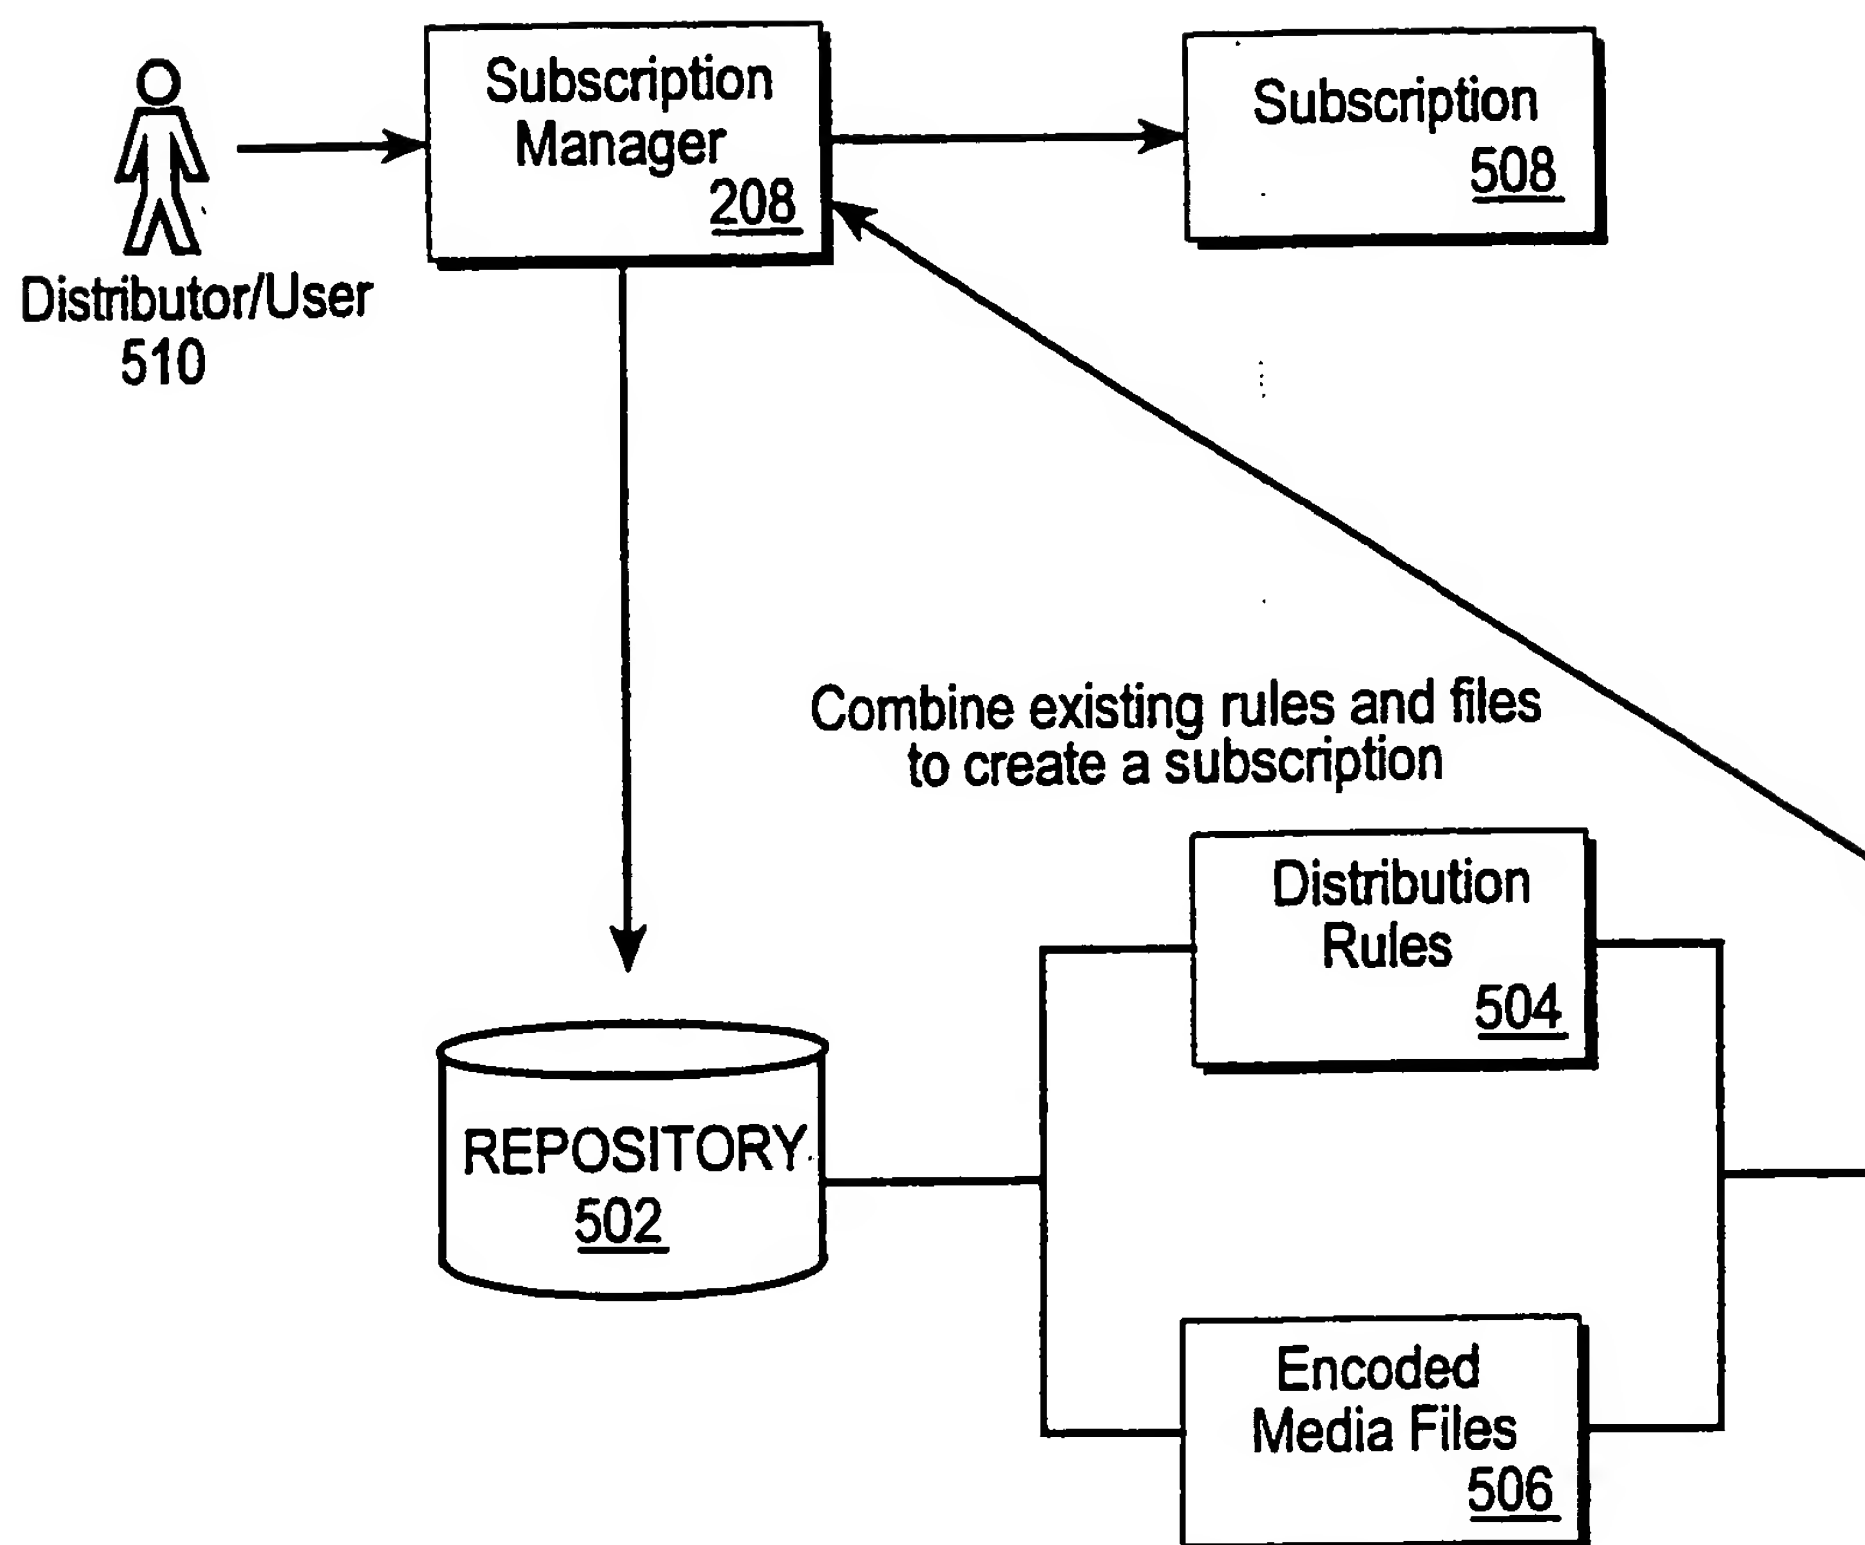 Subscription
Manager
208
Subscription
508
Distributor/User
510
Combine existing rules and files
to create a subscription
Distribution
Rules
504
REPOSITORY
502
Encoded
Media Files
506